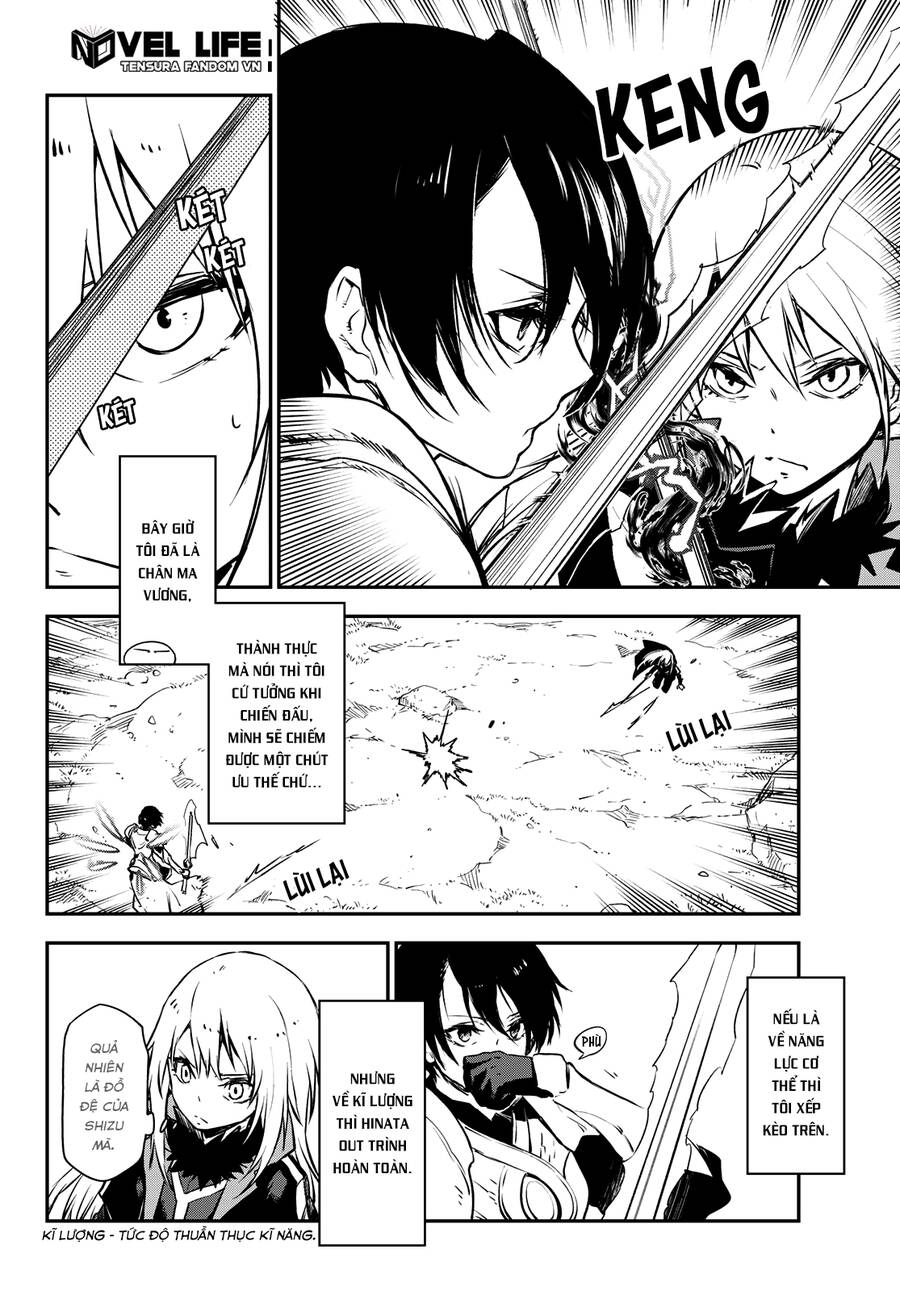 NOVEL LIFE
TENSURA FANDOM VN
KENG
KÉT
KÉT
KÉT
BÂY GIỜ
TÔI ĐÃ LÀ
CHÂN MA
VƯƠNG,
THÀNH THỰC
MÀ NÓI THÌ TÔI
CỨ TƯỞNG KHI
CHIẾN ĐẤU,
MÌNH SẼ CHIẾM
ĐƯỢC MỘT CHÚT
ƯU THẾ CHỨ...
LÙI LẠI
LÙI LẠI
NẾU LÀ
VỀ NĂNG
LỰC CƠ
THỂ THÌ
TÔI XẾP
KÈO TRÊN.
PHÙ
NHƯNG
VỀ KĨ LƯỢNG
THÌ HINATA
OUT TRÌNH
HOÀN TOÀN.
QUẢ
NHIÊN
LÀ ĐỒ
ĐỆ CỦA
SHIZU
MÀ.
KĨ LƯỢNG - TỨC ĐỘ THUẦN THỤC KĨ NĂNG.